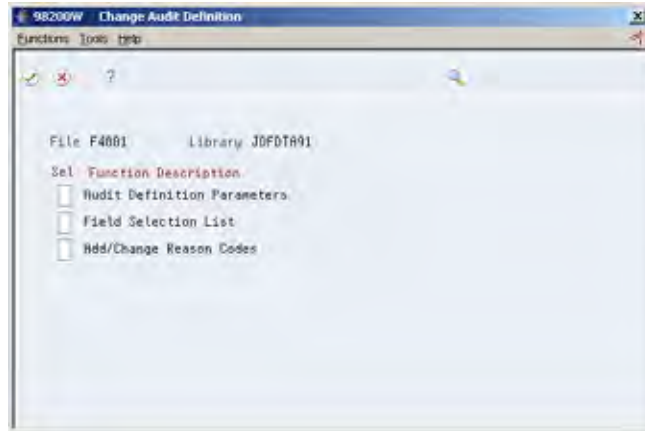 98200W Change Audit Definition
Functions Tools Help
?
File F4801 Library JDFDTA91
Sel Function Description
Audit Definition Parameters
Field Selection List
Add/Change Reason Codes